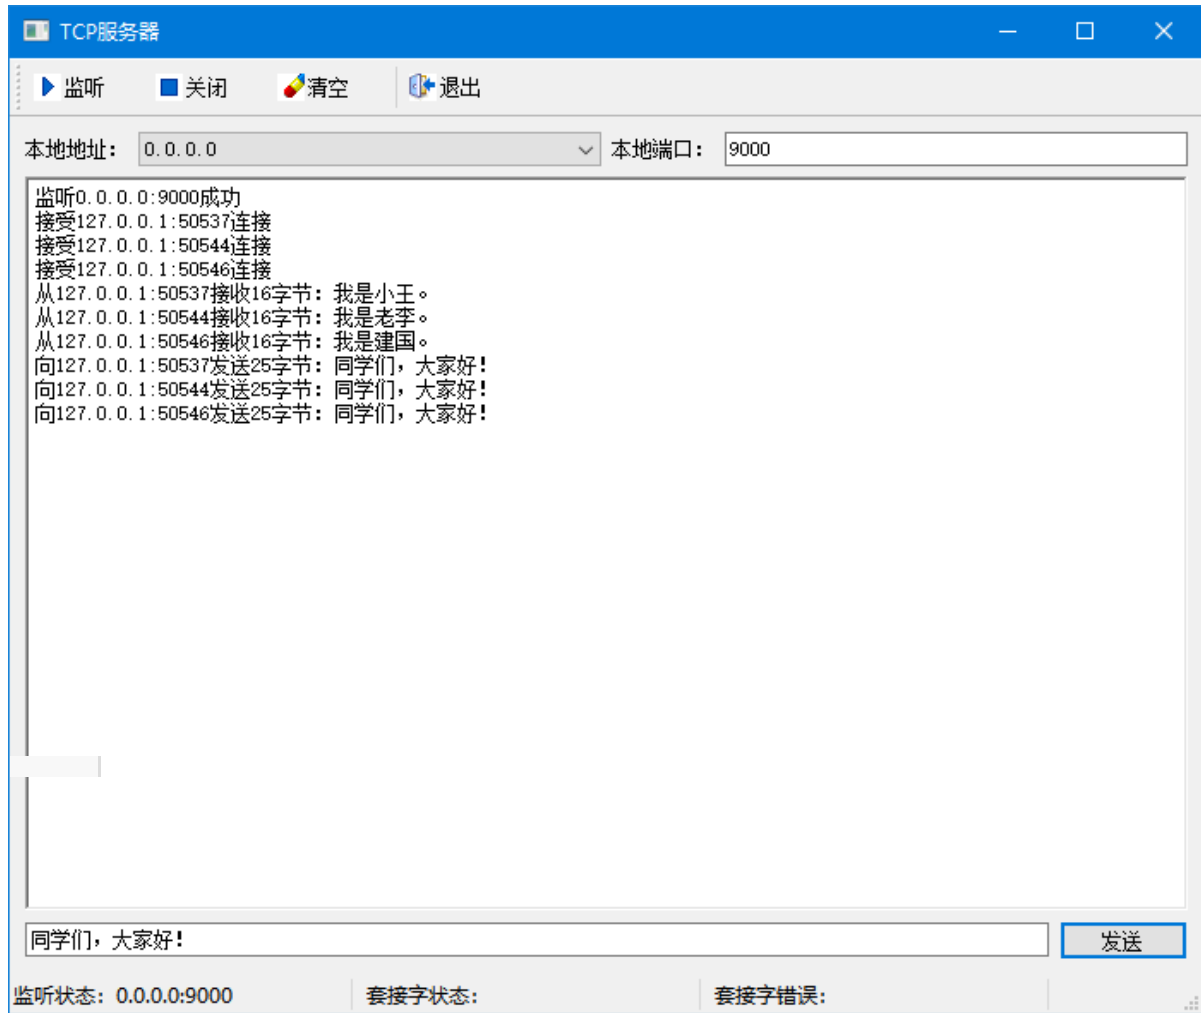 TCP服务器
监听 关闭 清空 退出
本地地址： 0.0.0.0 本地端口： 9000
监听0.0.0.0:9000成功
接受127.0.0.1:50537连接
接受127.0.0.1:50544连接
接受127.0.0.1:50546连接
从127.0.0.1:50537接收16字节：我是小王。
从127.0.0.1:50544接收16字节：我是老李。
从127.0.0.1:50546接收16字节：我是建国。
向127.0.0.1:50537发送25字节：同学们，大家好！
向127.0.0.1:50544发送25字节：同学们，大家好！
向127.0.0.1:50546发送25字节：同学们，大家好！
同学们，大家好！ 发送
监听状态：0.0.0.0:9000 套接字状态： 套接字错误：